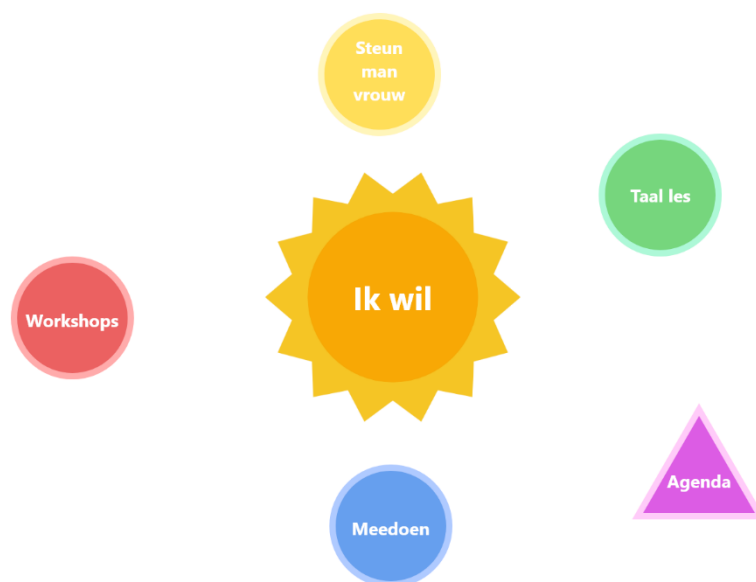 Steun
man
vrouw
Taal les
Ik wil
Workshops
Agenda
Meedoen